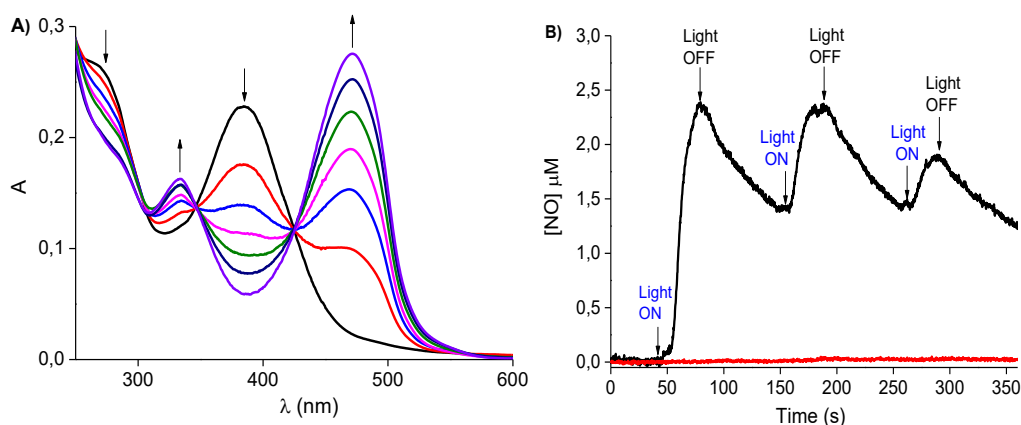 A)
0,3
0,2
0,1
0,0
A
300
400
500
600
λ (nm)
B)
3,0
2,5
2,0
1,5
1,0
0,5
0,0
[NO] μM
Light
OFF
Light
OFF
Light
OFF
Light
ON
Light
ON
Light
ON
0
50
100
150
200
250
300
350
Time (s)